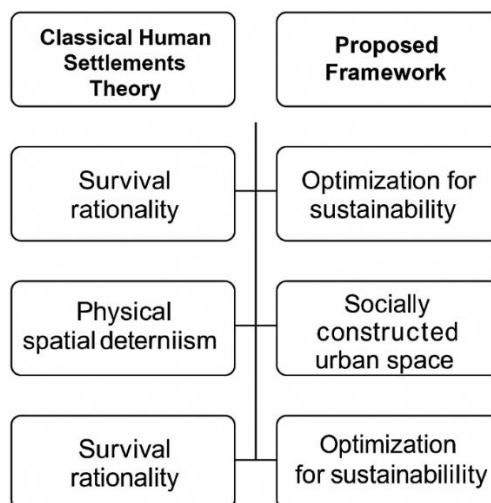 Classical Human
Settlements
Theory
Proposed
Framework
Survival
rationality
Optimization for
sustainability
Physical
spatial deterniism
Socially
constructed
urban space
Survival
rationality
Optimization
for sustainabilility